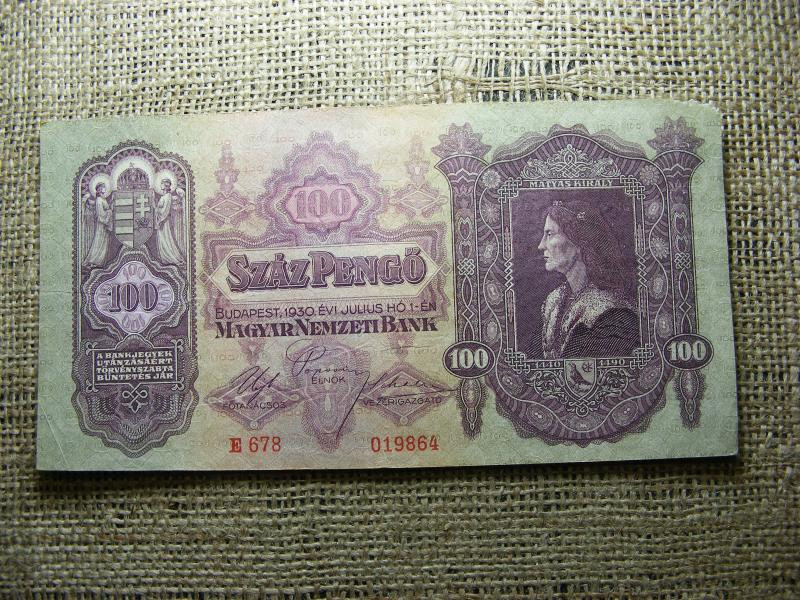 100
A BANKJEGYEK
UTÁNZÁSÁÉRT
TÖRVÉNYSZABTA
BÜNTETÉS JÁR
100
SZÁZ PENGŐ
BUDAPEST, 1930. ÉVI JULIUS HÓ 1-ÉN
MAGYAR NEMZETI BANK
Popovics
ELNÖK
FŐTANÁCSOS
VEZÉRIGAZGATÓ
E 678
019864
MÁTYÁS KIRÁLY
100
100
1440
1490